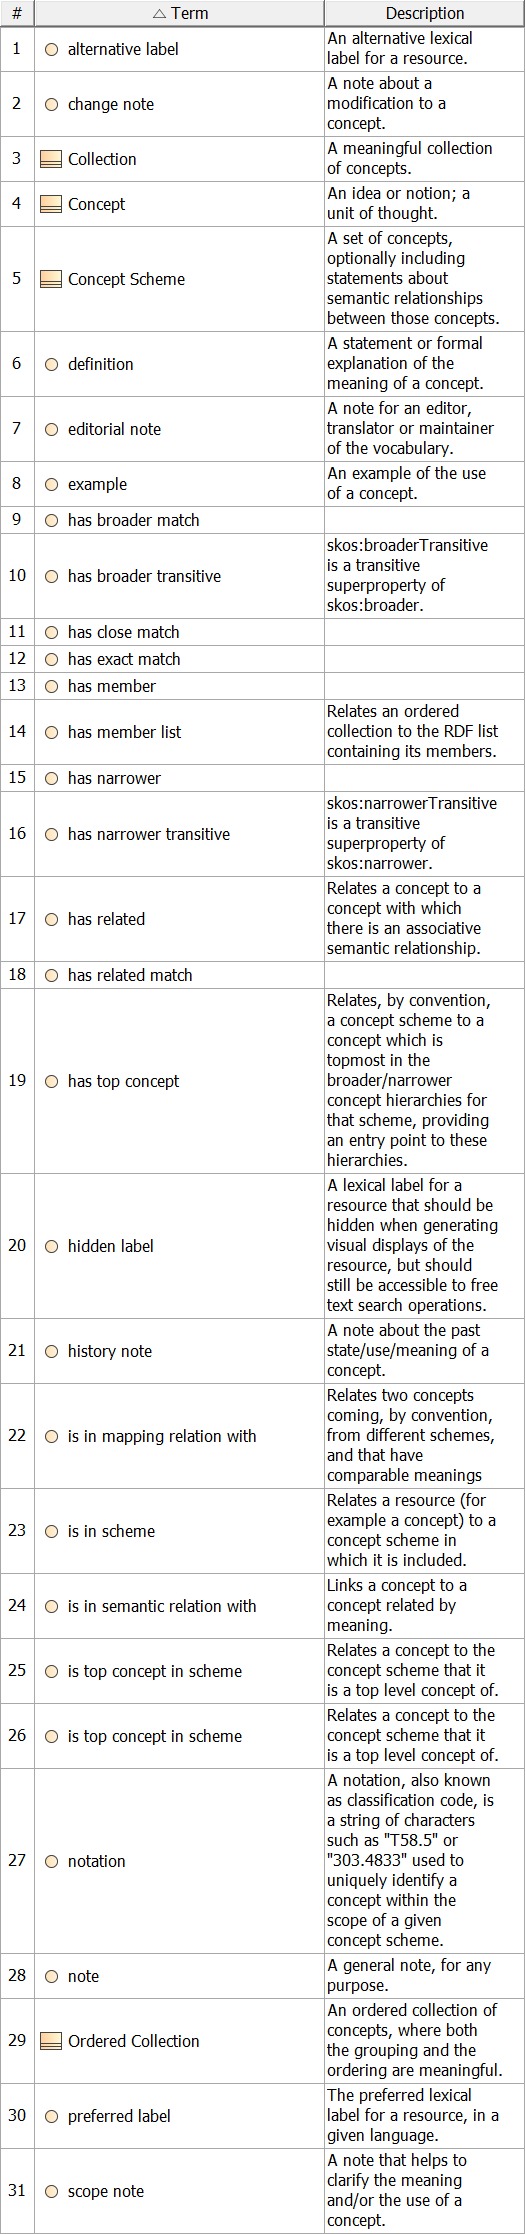 # Term Description
1 alternative label An alternative lexical
label for a resource.
2 change note A note about a
modification to a
concept.
3 Collection A meaningful collection
of concepts.
4 Concept An idea or notion; a
unit of thought.
5 Concept Scheme A set of concepts,
optionally including
statements about
semantic relationships
between those concepts.
6 definition A statement or formal
explanation of the
meaning of a concept.
7 editorial note A note for an editor,
translator or maintainer
of the vocabulary.
8 example An example of the use
of a concept.
9 has broader match
10 has broader transitive skos:broaderTransitive
is a transitive
superproperty of
skos:broader.
11 has close match
12 has exact match
13 has member
14 has member list Relates an ordered
collection to the RDF list
containing its members.
15 has narrower
16 has narrower transitive skos:narrowerTransitive
is a transitive
superproperty of
skos:narrower.
17 has related Relates a concept to a
concept with which
there is an associative
semantic relationship.
18 has related match
19 has top concept Relates, by convention,
a concept scheme to a
concept which is
topmost in the
broader/narrower
concept hierarchies for
that scheme, providing
an entry point to these
hierarchies.
20 hidden label A lexical label for a
resource that should be
hidden when generating
visual displays of the
resource, but should
still be accessible to free
text search operations.
21 history note A note about the past
state/use/meaning of a
concept.
22 is in mapping relation with Relates two concepts
coming, by convention,
from different schemes,
and that have
comparable meanings
23 is in scheme Relates a resource (for
example a concept) to a
concept scheme in
which it is included.
24 is in semantic relation with Links a concept to a
concept related by
meaning.
25 is top concept in scheme Relates a concept to the
concept scheme that it
is a top level concept of.
26 is top concept in scheme Relates a concept to the
concept scheme that it
is a top level concept of.
27 notation A notation, also known
as classification code, is
a string of characters
such as "T58.5" or
"303.4833" used to
uniquely identify a
concept within the
scope of a given
concept scheme.
28 note A general note, for any
purpose.
29 Ordered Collection An ordered collection of
concepts, where both
the grouping and the
ordering are meaningful.
30 preferred label The preferred lexical
label for a resource, in a
given language.
31 scope note A note that helps to
clarify the meaning
and/or the use of a
concept.